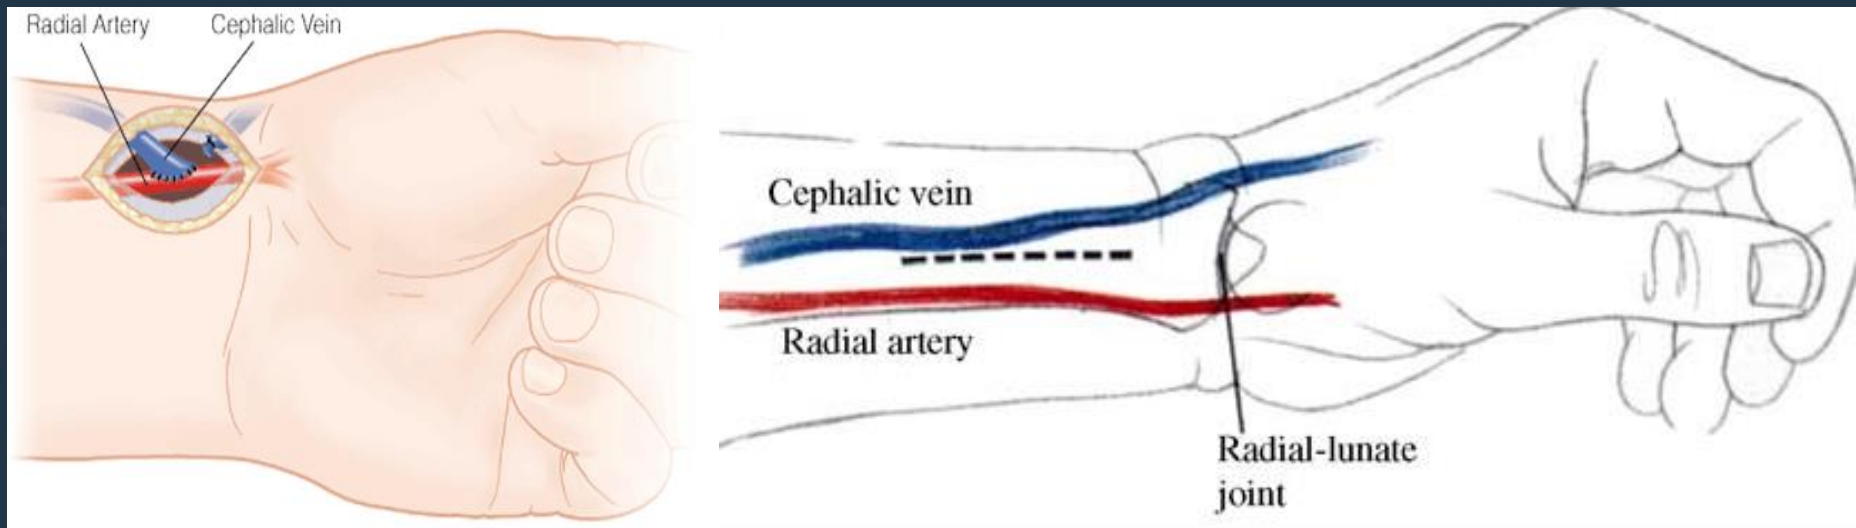 Radial Artery
Cephalic Vein
Cephalic vein
Radial artery
Radial-lunate
joint